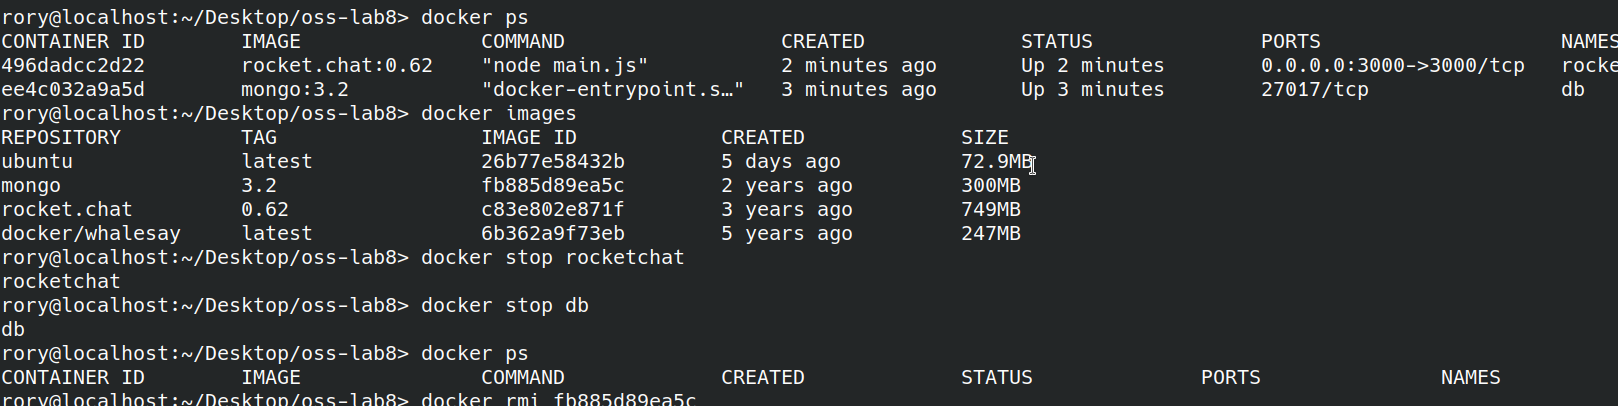 rory@localhost:~/Desktop/oss-lab8> docker ps
CONTAINER ID        IMAGE               COMMAND                  CREATED             STATUS              PORTS                    NAMES
496dadcc2d22        rocket.chat:0.62    "node main.js"           2 minutes ago       Up 2 minutes        0.0.0.0:3000->3000/tcp   rocke
ee4c032a9a5d        mongo:3.2           "docker-entrypoint.s…"   3 minutes ago       Up 3 minutes        27017/tcp                db
rory@localhost:~/Desktop/oss-lab8> docker images
REPOSITORY          TAG                 IMAGE ID            CREATED             SIZE
ubuntu              latest              26b77e58432b        5 days ago          72.9MB
mongo               3.2                 fb885d89ea5c        2 years ago         300MB
rocket.chat         0.62                c83e802e871f        3 years ago         749MB
docker/whalesay     latest              6b362a9f73eb        5 years ago         247MB
rory@localhost:~/Desktop/oss-lab8> docker stop rocketchat
rocketchat
rory@localhost:~/Desktop/oss-lab8> docker stop db
db
rory@localhost:~/Desktop/oss-lab8> docker ps
CONTAINER ID        IMAGE               COMMAND             CREATED             STATUS              PORTS               NAMES
rory@localhost:~/Desktop/oss-lab8> docker rmi fb885d89ea5c